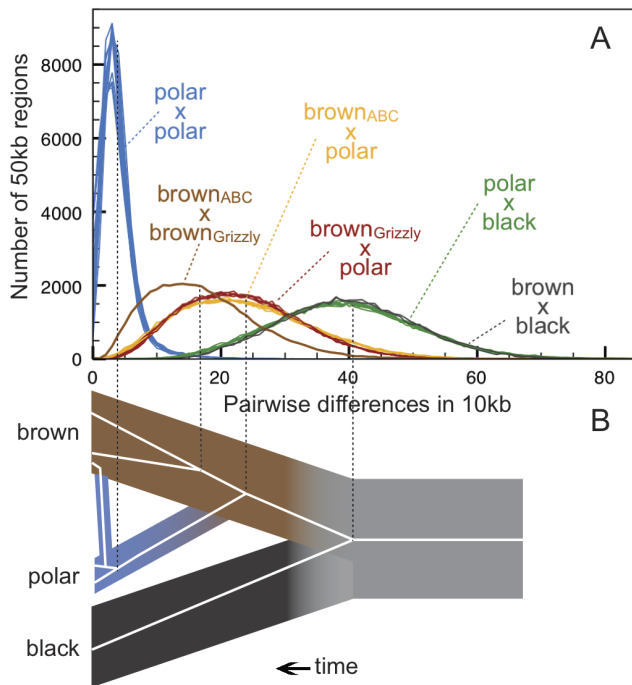 A
Number of 50kb regions
8000
6000
4000
2000
0
polar
x
polar
brownABC
x
brownGrizzly
brownABC
x
polar
brownGrizzly
x
polar
polar
x
black
brown
x
black
0
20
40
60
80
Pairwise differences in 10kb
B
brown
polar
black
time